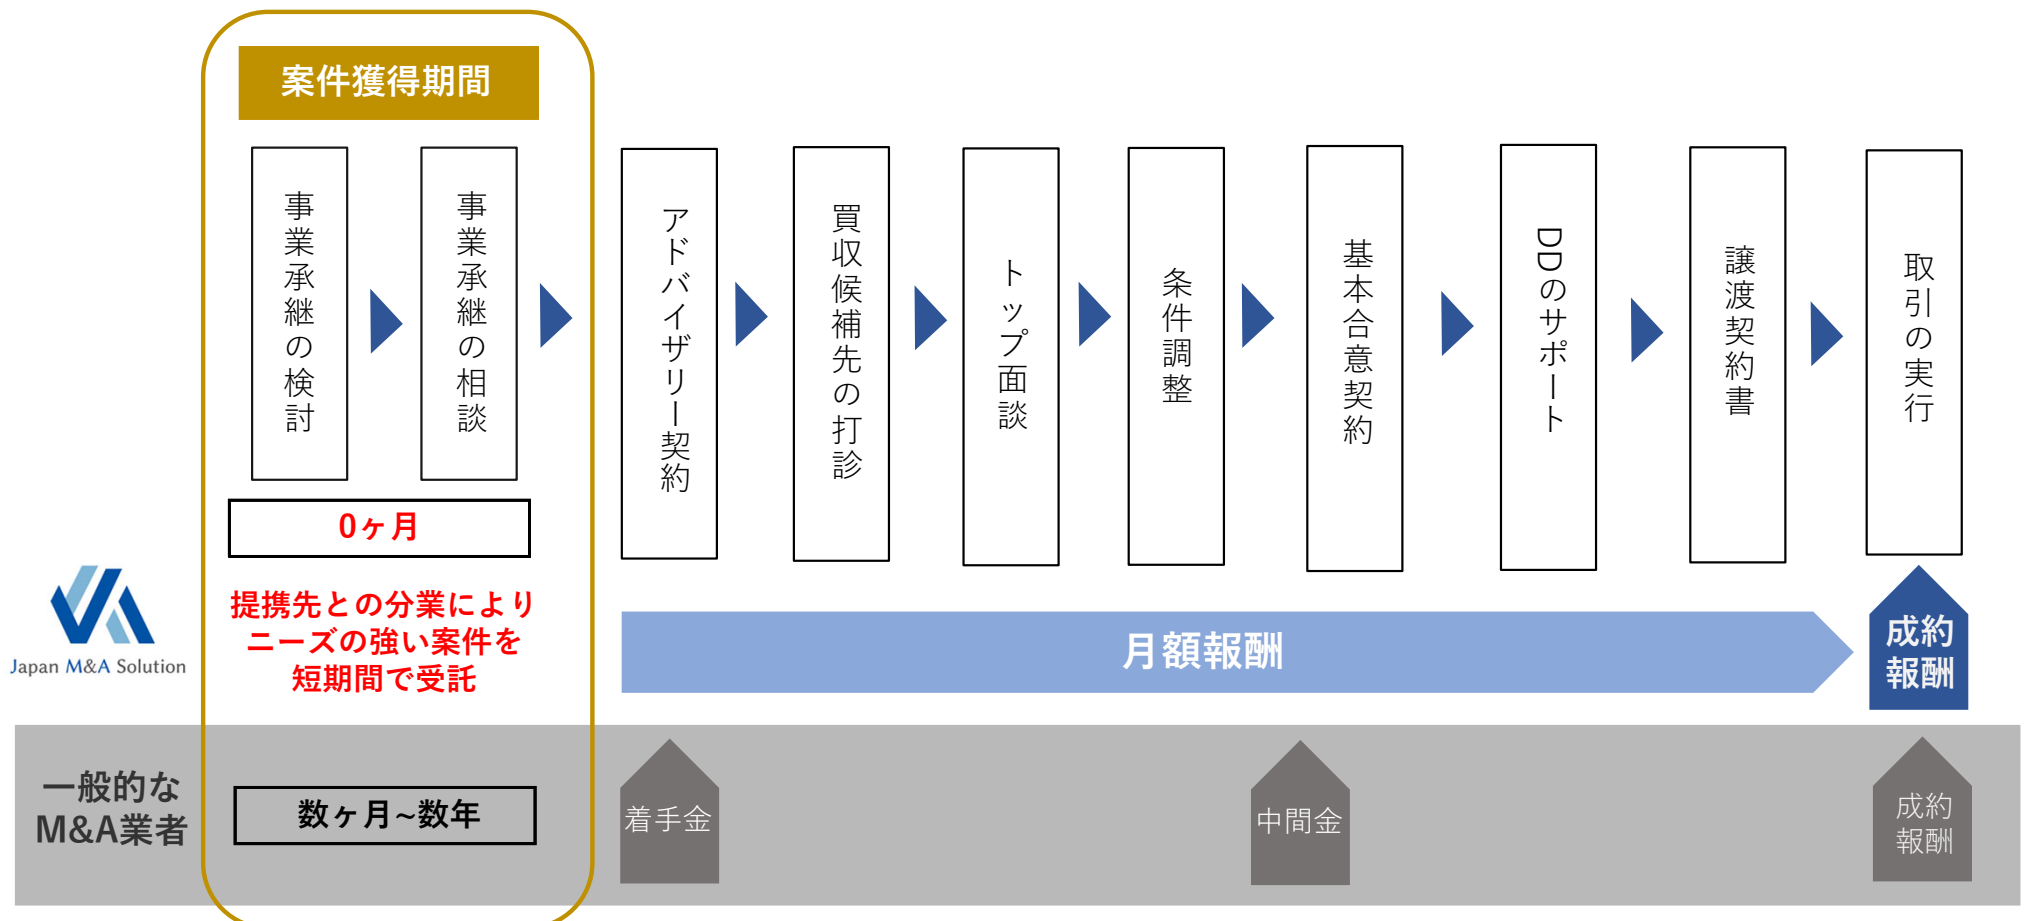 案件獲得期間
事業承継の検討
事業承継の相談
アドバイザリー契約
買収候補先の打診
トップ面談
条件調整
基本合意契約
DDのサポート
譲渡契約書
取引の実行
0ヶ月
提携先との分業により
ニーズの強い案件を
短期間で受託
Japan M&A Solution
月額報酬
成約
報酬
一般的な
M&A業者
数ヶ月~数年
着手金
中間金
成約
報酬